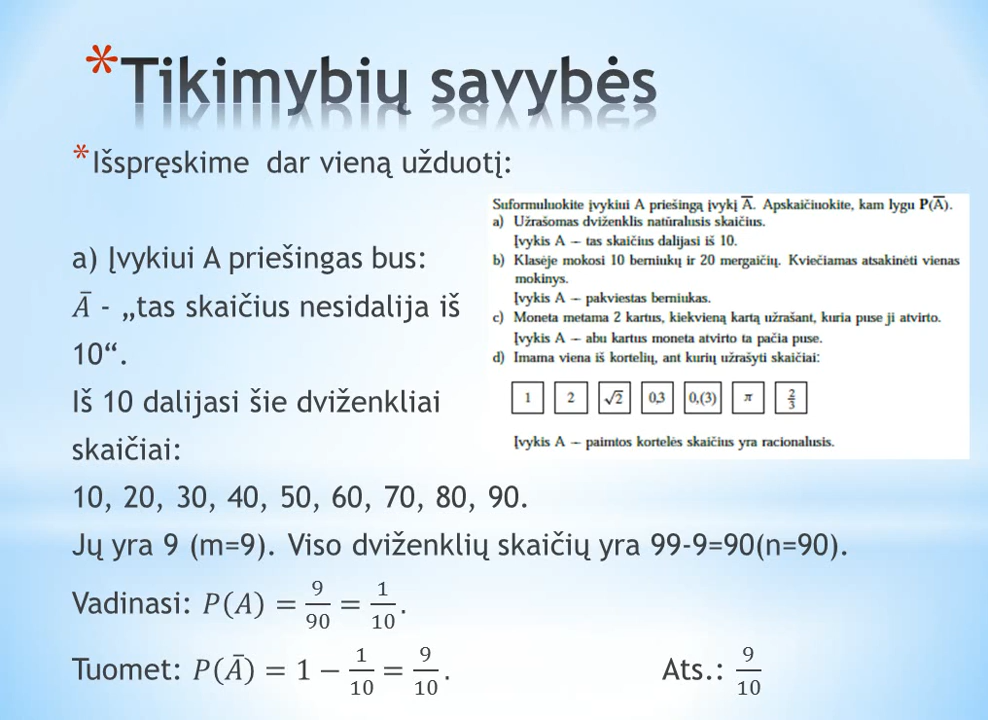 *Tikimybių savybės
*Išspręskime dar vieną užduotį:
Suformuluokite įvykiui A priešingą įvykį A̅. Apskaičiuokite, kam lygu P(A̅).
a) Užrašomas dviženklis natūralusis skaičius.
Įvykis A — tas skaičius dalijasi iš 10.
b) Klasėje mokosi 10 berniukų ir 20 mergaičių. Kviečiamas atsakinėti vienas
mokinys.
Įvykis A — pakviestas berniukas.
c) Moneta metama 2 kartus, kiekvieną kartą užrašant, kuria puse ji atvirto.
Įvykis A — abu kartus moneta atvirto ta pačia puse.
d) Imama viena iš kortelių, ant kurių užrašyti skaičiai:
1 2 √2 0,3 0,(3) π 2/3
Įvykis A — paimtos kortelės skaičius yra racionalusis.
a) Įvykiui A priešingas bus:
A̅ - „tas skaičius nesidalija iš
10“.
Iš 10 dalijasi šie dviženkliai
skaičiai:
10, 20, 30, 40, 50, 60, 70, 80, 90.
Jų yra 9 (m=9). Viso dviženklių skaičių yra 99-9=90(n=90).
Vadinasi: P(A) = 9/90 = 1/10.
Tuomet: P(A̅) = 1 − 1/10 = 9/10. Ats.: 9/10